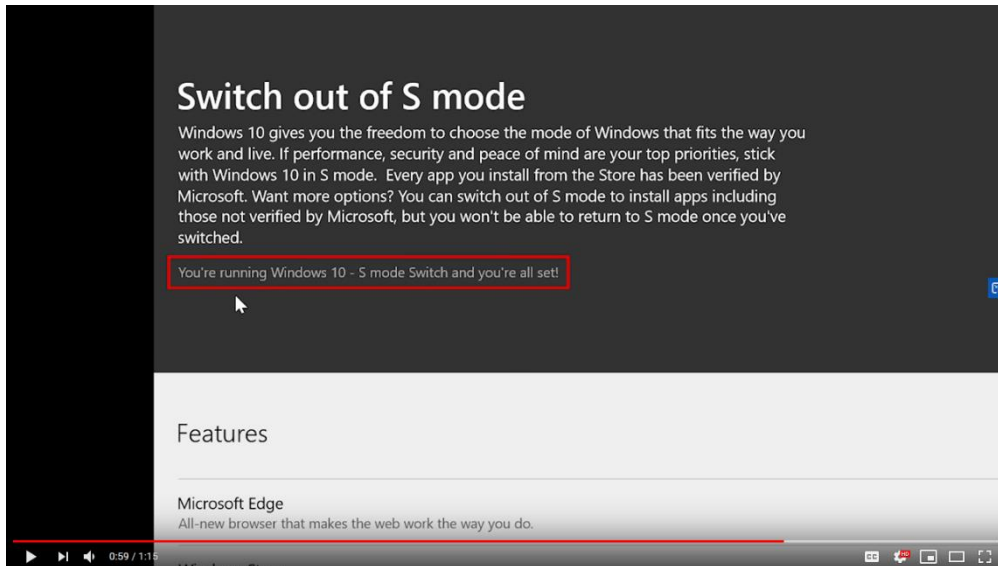 Switch out of S mode
Windows 10 gives you the freedom to choose the mode of Windows that fits the way you
work and live. If performance, security and peace of mind are your top priorities, stick
with Windows 10 in S mode.  Every app you install from the Store has been verified by
Microsoft. Want more options? You can switch out of S mode to install apps including
those not verified by Microsoft, but you won't be able to return to S mode once you've
switched.
You're running Windows 10 - S mode Switch and you're all set!
Features
Microsoft Edge
All-new browser that makes the web work the way you do.
0:59 / 1:15
CC
HD